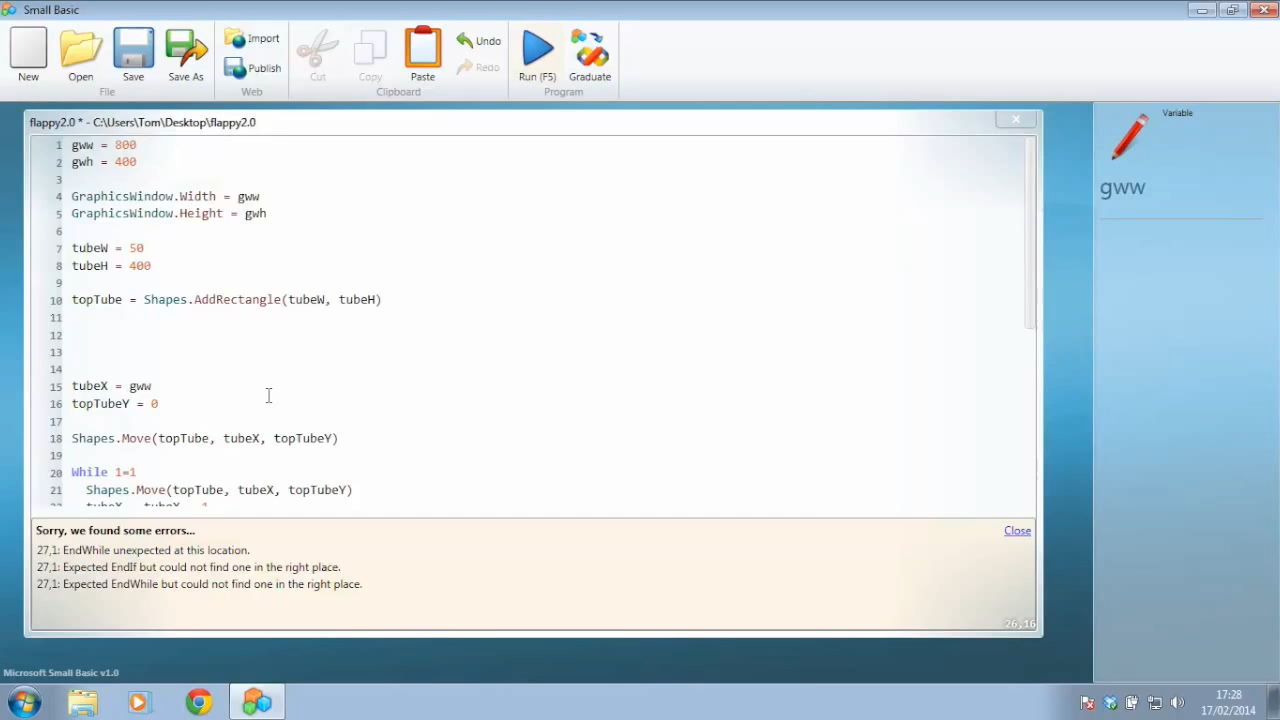 Small Basic
New
Open
Save
Save As
File
Import
Publish
Web
Cut
Copy
Paste
Undo
Redo
Clipboard
Run (F5)
Graduate
Program
flappy2.0 * - C:\Users\Tom\Desktop\flappy2.0
1 gww = 800
2 gwh = 400
3
4 GraphicsWindow.Width = gww
5 GraphicsWindow.Height = gwh
6
7 tubeW = 50
8 tubeH = 400
9
10 topTube = Shapes.AddRectangle(tubeW, tubeH)
11
12
13
14
15 tubeX = gww
16 topTubeY = 0
17
18 Shapes.Move(topTube, tubeX, topTubeY)
19
20 While 1=1
21 Shapes.Move(topTube, tubeX, topTubeY)
Sorry, we found some errors...
Close
27,1: EndWhile unexpected at this location.
27,1: Expected EndIf but could not find one in the right place.
27,1: Expected EndWhile but could not find one in the right place.
26,16
Variable
gww
Microsoft Small Basic v1.0
17:28
17/02/2014